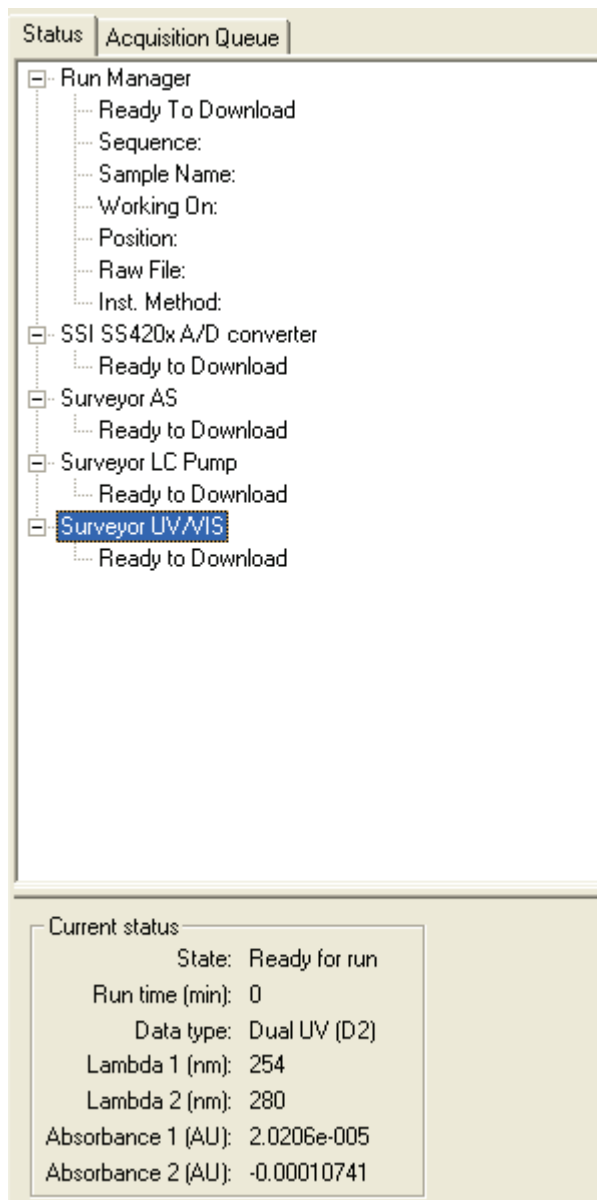 Status Acquisition Queue
Run Manager
Ready To Download
Sequence:
Sample Name:
Working On:
Position:
Raw File:
Inst. Method:
SSI SS420x A/D converter
Ready to Download
Surveyor AS
Ready to Download
Surveyor LC Pump
Ready to Download
Surveyor UV/VIS
Ready to Download
Current status
State: Ready for run
Run time (min): 0
Data type: Dual UV (D2)
Lambda 1 (nm): 254
Lambda 2 (nm): 280
Absorbance 1 (AU): 2.0206e-005
Absorbance 2 (AU): -0.00010741